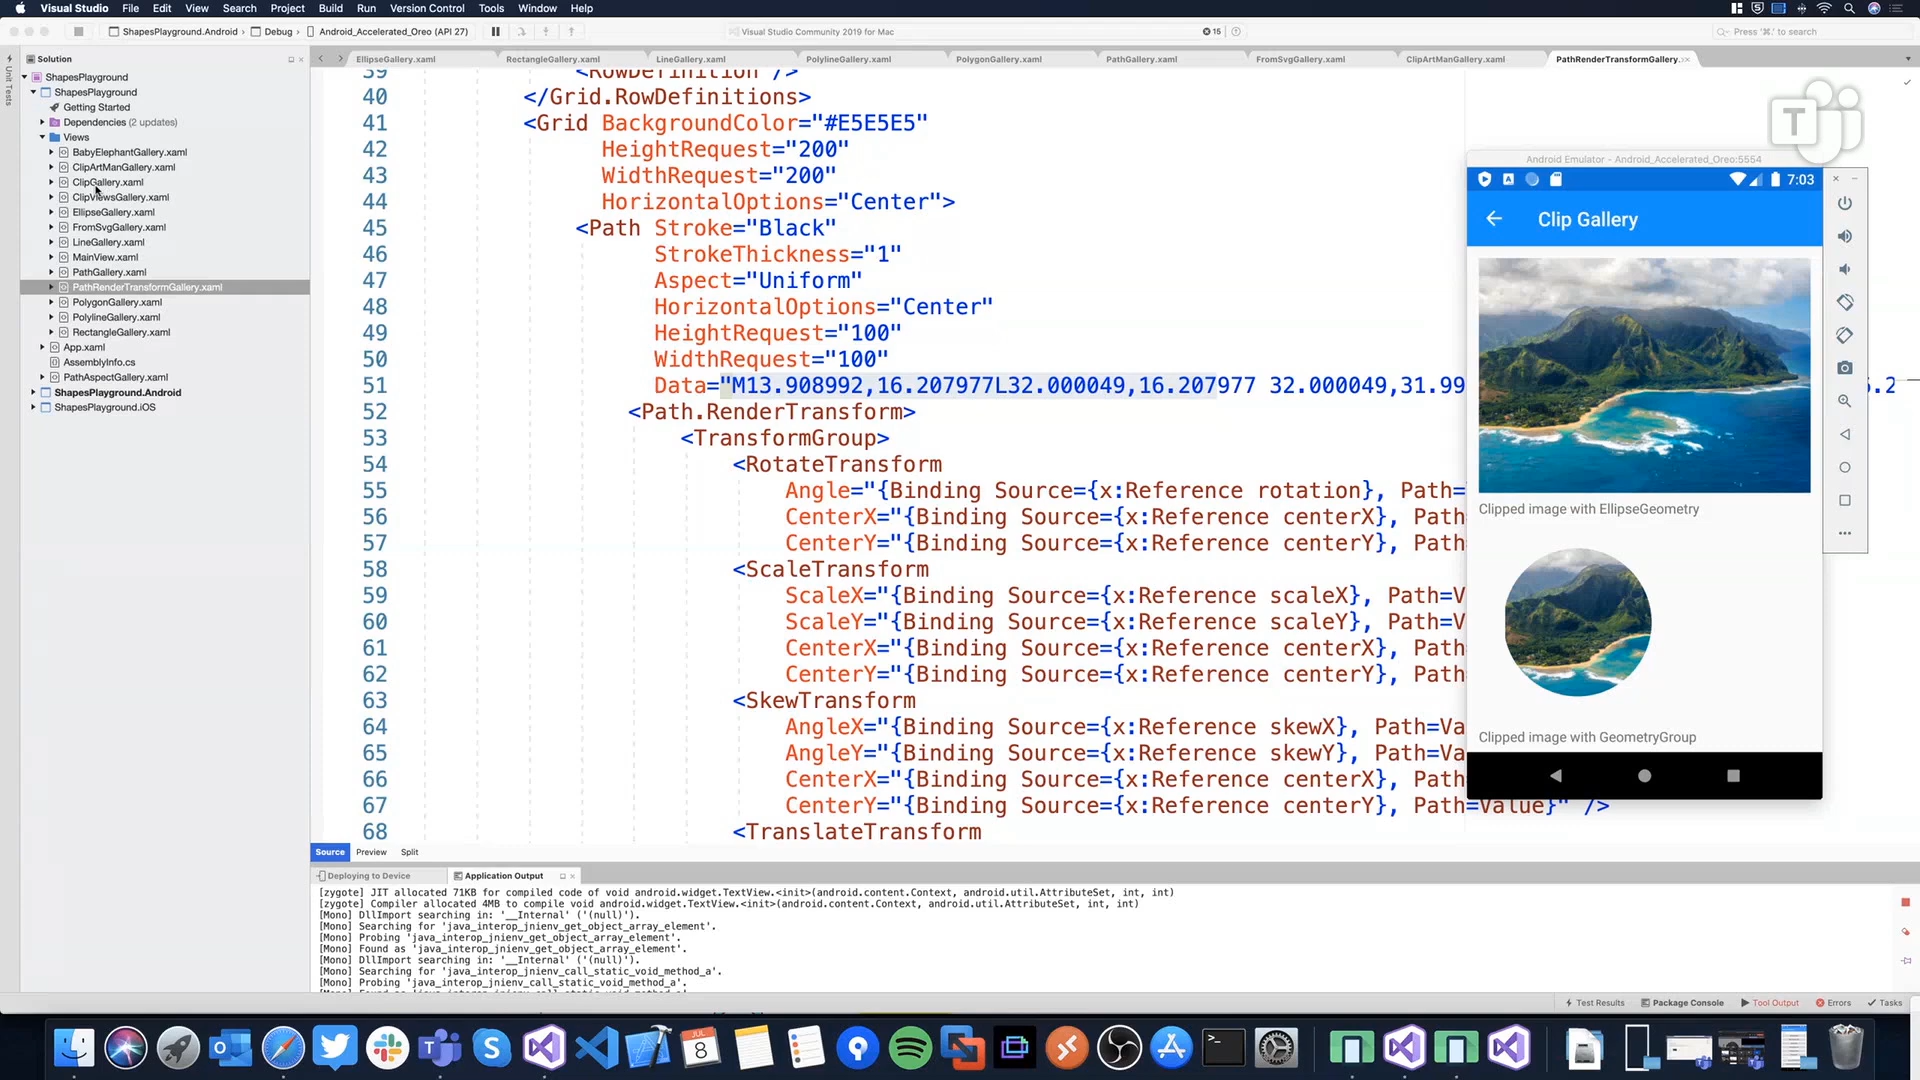 Visual Studio File Edit View Search Project Build Run Version Control Tools Window Help
ShapesPlayground.Android > Debug > Android_Accelerated_Oreo (API 27)
Visual Studio Community 2019 for Mac
15
Press '⌘.' to search
Unit Tests
Solution
ShapesPlayground
ShapesPlayground
Getting Started
Dependencies (2 updates)
Views
BabyElephantGallery.xaml
ClipArtManGallery.xaml
ClipGallery.xaml
ClipViewsGallery.xaml
EllipseGallery.xaml
FromSvgGallery.xaml
LineGallery.xaml
MainView.xaml
PathGallery.xaml
PathRenderTransformGallery.xaml
PolygonGallery.xaml
PolylineGallery.xaml
RectangleGallery.xaml
App.xaml
AssemblyInfo.cs
PathAspectGallery.xaml
ShapesPlayground.Android
ShapesPlayground.iOS
EllipseGallery.xaml RectangleGallery.xaml LineGallery.xaml PolylineGallery.xaml PolygonGallery.xaml PathGallery.xaml FromSvgGallery.xaml ClipArtManGallery.xaml PathRenderTransformGallery.
39 <RowDefinition />
40 </Grid.RowDefinitions>
41 <Grid BackgroundColor="#E5E5E5"
42 HeightRequest="200"
43 WidthRequest="200"
44 HorizontalOptions="Center">
45 <Path Stroke="Black"
46 StrokeThickness="1"
47 Aspect="Uniform"
48 HorizontalOptions="Center"
49 HeightRequest="100"
50 WidthRequest="100"
51 Data="M13.908992,16.207977L32.000049,16.207977 32.000049,31.99
52 <Path.RenderTransform>
53 <TransformGroup>
54 <RotateTransform
55 Angle="{Binding Source={x:Reference rotation}, Path=
56 CenterX="{Binding Source={x:Reference centerX}, Path
57 CenterY="{Binding Source={x:Reference centerY}, Path
58 <ScaleTransform
59 ScaleX="{Binding Source={x:Reference scaleX}, Path=V
60 ScaleY="{Binding Source={x:Reference scaleY}, Path=V
61 CenterX="{Binding Source={x:Reference centerX}, Path
62 CenterY="{Binding Source={x:Reference centerY}, Path
63 <SkewTransform
64 AngleX="{Binding Source={x:Reference skewX}, Path=Va
65 AngleY="{Binding Source={x:Reference skewY}, Path=Va
66 CenterX="{Binding Source={x:Reference centerX}, Path
67 CenterY="{Binding Source={x:Reference centerY}, Path=Value}" />
68 <TranslateTransform
T
Android Emulator - Android_Accelerated_Oreo:5554
7:03
Clip Gallery
Clipped image with EllipseGeometry
Clipped image with GeometryGroup
Source Preview Split
Deploying to Device Application Output
[zygote] JIT allocated 71KB for compiled code of void android.widget.TextView.<init>(android.content.Context, android.util.AttributeSet, int, int)
[zygote] Compiler allocated 4MB to compile void android.widget.TextView.<init>(android.content.Context, android.util.AttributeSet, int, int)
[Mono] DllImport searching in: '__Internal' ('(null)').
[Mono] Searching for 'java_interop_jnienv_get_object_array_element'.
[Mono] Probing 'java_interop_jnienv_get_object_array_element'.
[Mono] Found as 'java_interop_jnienv_get_object_array_element'.
[Mono] DllImport searching in: '__Internal' ('(null)').
[Mono] Searching for 'java_interop_jnienv_call_static_void_method_a'.
[Mono] Probing 'java_interop_jnienv_call_static_void_method_a'.
Test Results Package Console Tool Output Errors Tasks
JUL
8